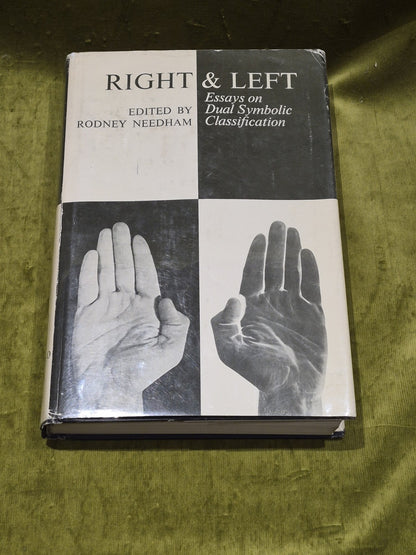 RIGHT & LEFT
EDITED BY
RODNEY NEEDHAM
Essays on
Dual Symbolic
Classification